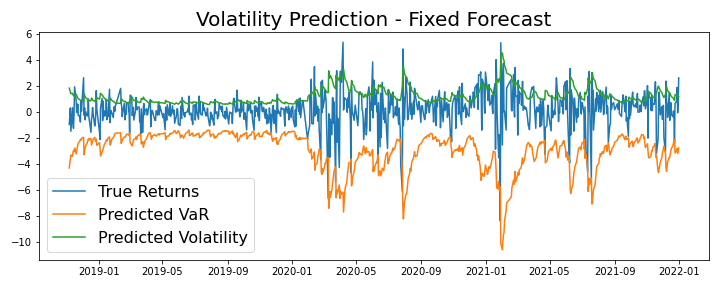 Volatility Prediction - Fixed Forecast
6
4
2
0
−2
−4
−6
−8
−10
True Returns
Predicted VaR
Predicted Volatility
2019-01 2019-05 2019-09 2020-01 2020-05 2020-09 2021-01 2021-05 2021-09 2022-01